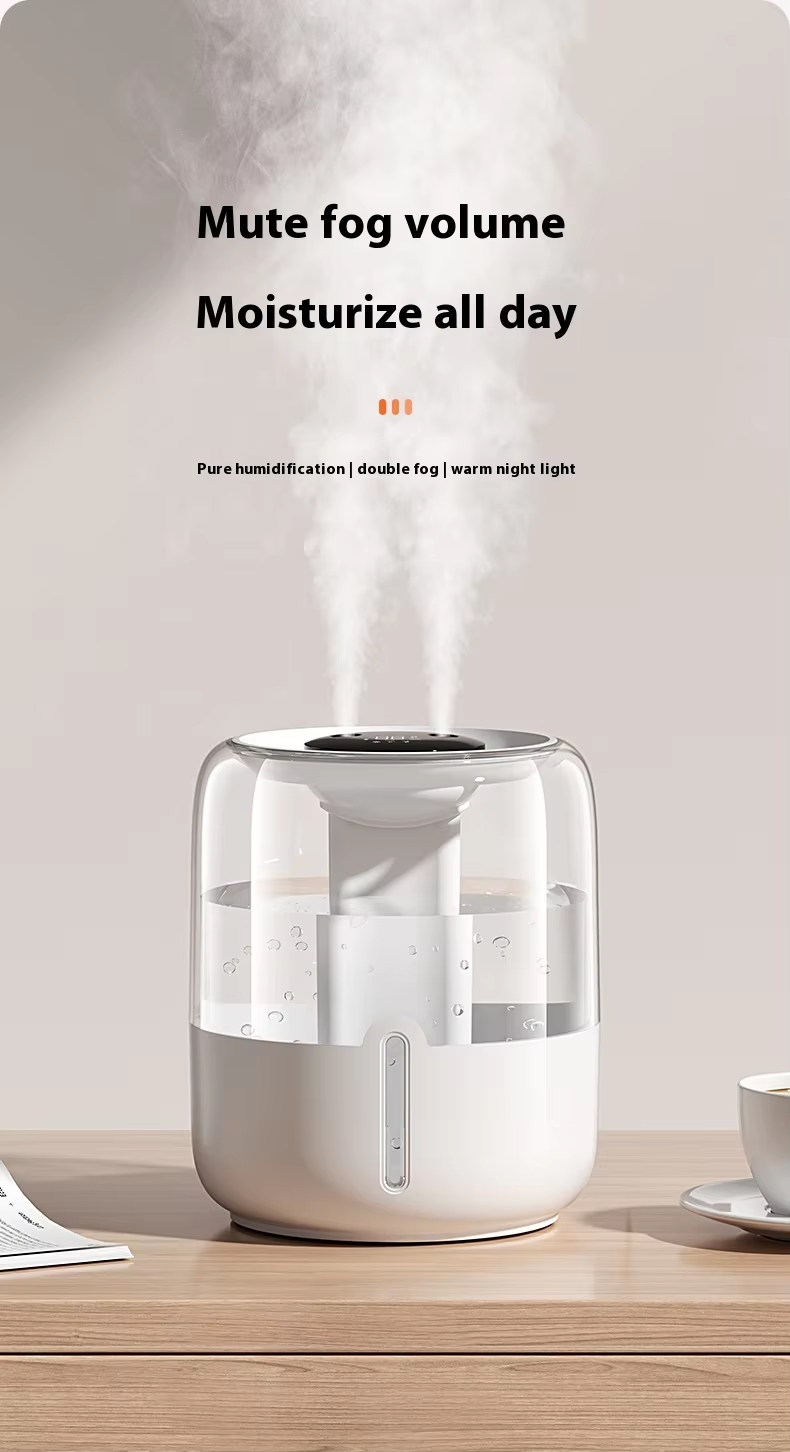 Mute fog volume
Moisturize all day
Pure humidification | double fog | warm night light